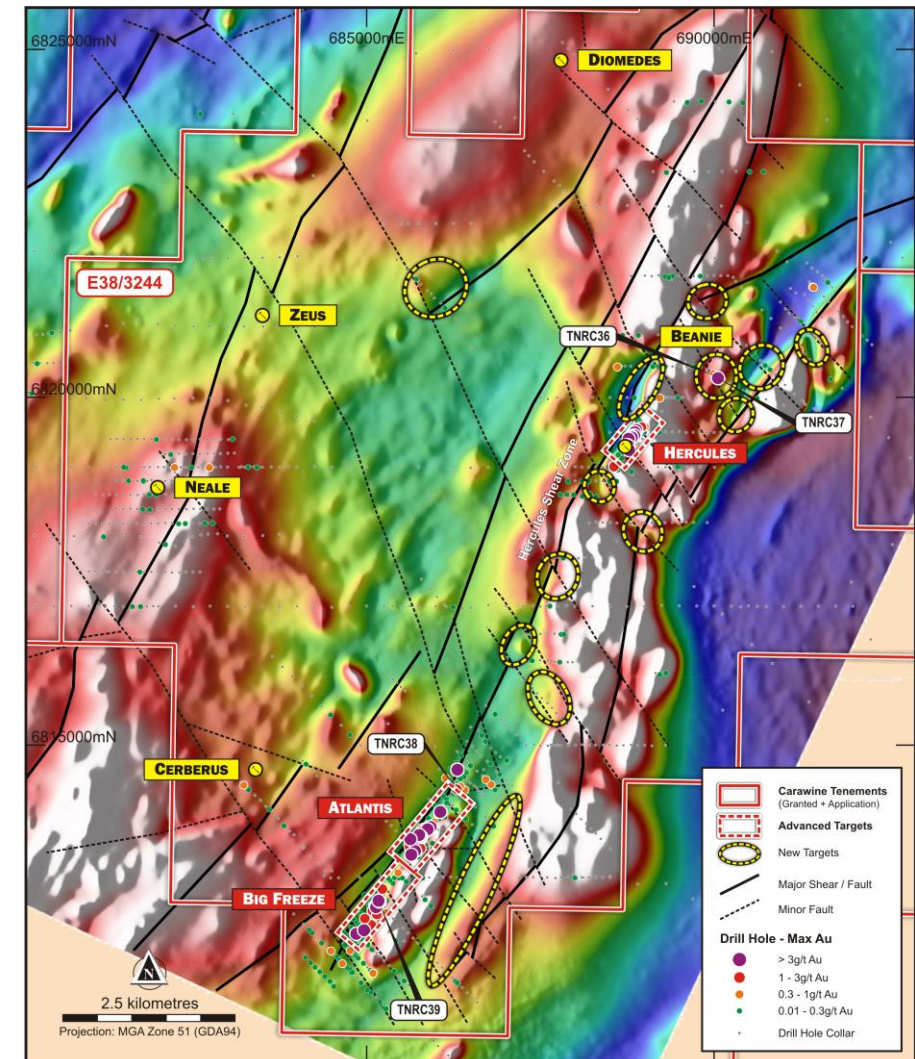 6825000mN
685000mE
690000mE
DIOMEDES
E38/3244
ZEUS
TNRC36
BEANIE
6820000mN
TNRC37
HERCULES
NEALE
Hercules Shear Zone
6815000mN
TNRC38
CERBERUS
ATLANTIS
BIG FREEZE
TNRC39
N
2.5 kilometres
Projection: MGA Zone 51 (GDA94)
Carawine Tenements
(Granted + Application)
Advanced Targets
New Targets
Major Shear / Fault
Minor Fault
Drill Hole - Max Au
> 3g/t Au
1 - 3g/t Au
0.3 - 1g/t Au
0.01 - 0.3g/t Au
Drill Hole Collar